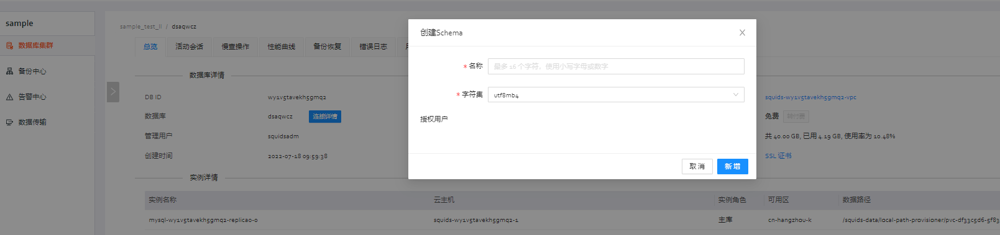 sample
数据库集群
备份中心
告警中心
数据传输
sample_test_ll / dsaqwcz
总览 活动会话 慢查操作 性能曲线 备份恢复 错误日志
数据库详情
DB ID wy1v5tavekh5gmq2 squids-wy1v5tavekh5gmq2-vpc
数据库 dsaqwcz 连接详情 免费 转付费
管理用户 squidsadm 共 40.00 GB, 已用 4.19 GB, 使用率为 10.48%
创建时间 2022-07-18 09:59:38 SSL 证书
创建Schema
* 名称 最多 16 个字符，使用小写字母或数字
* 字符集 utf8mb4
授权用户
取消 新增
实例详情
实例名称 云主机 实例角色 可用区 数据路径
mysql-wy1v5tavekh5gmq2-replica0-0 squids-wy1v5tavekh5gmq2-1 主库 cn-hangzhou-k /squids-data/local-path-provisioner/pvc-df33c5d6-5f83